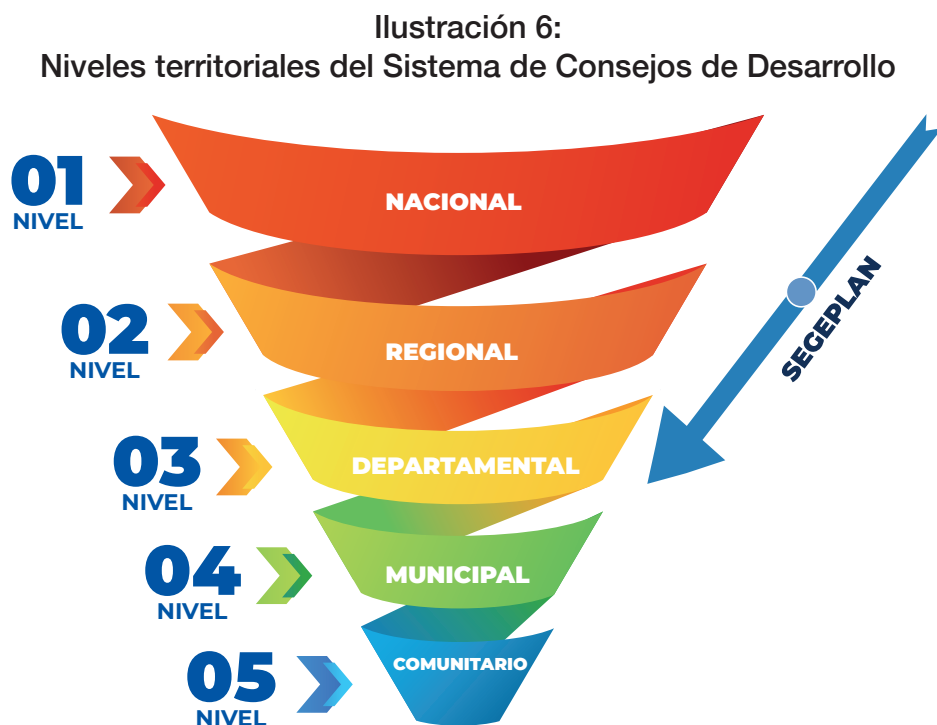 Ilustración 6:
Niveles territoriales del Sistema de Consejos de Desarrollo
01
NIVEL
NACIONAL
02
NIVEL
REGIONAL
SEGEPLAN
03
NIVEL
DEPARTAMENTAL
04
NIVEL
MUNICIPAL
05
NIVEL
COMUNITARIO